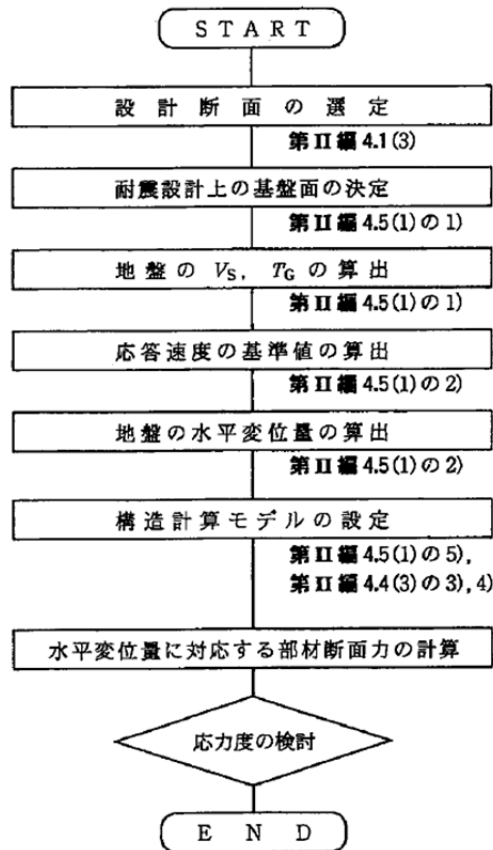 START
設計断面の選定
第Ⅱ編 4.1(3)
耐震設計上の基盤面の決定
第Ⅱ編 4.5(1)の1)
地盤の V_S, T_G の算出
第Ⅱ編 4.5(1)の1)
応答速度の基準値の算出
第Ⅱ編 4.5(1)の2)
地盤の水平変位量の算出
第Ⅱ編 4.5(1)の2)
構造計算モデルの設定
第Ⅱ編 4.5(1)の5),
第Ⅱ編 4.4(3)の3), 4)
水平変位量に対応する部材断面力の計算
応力度の検討
END